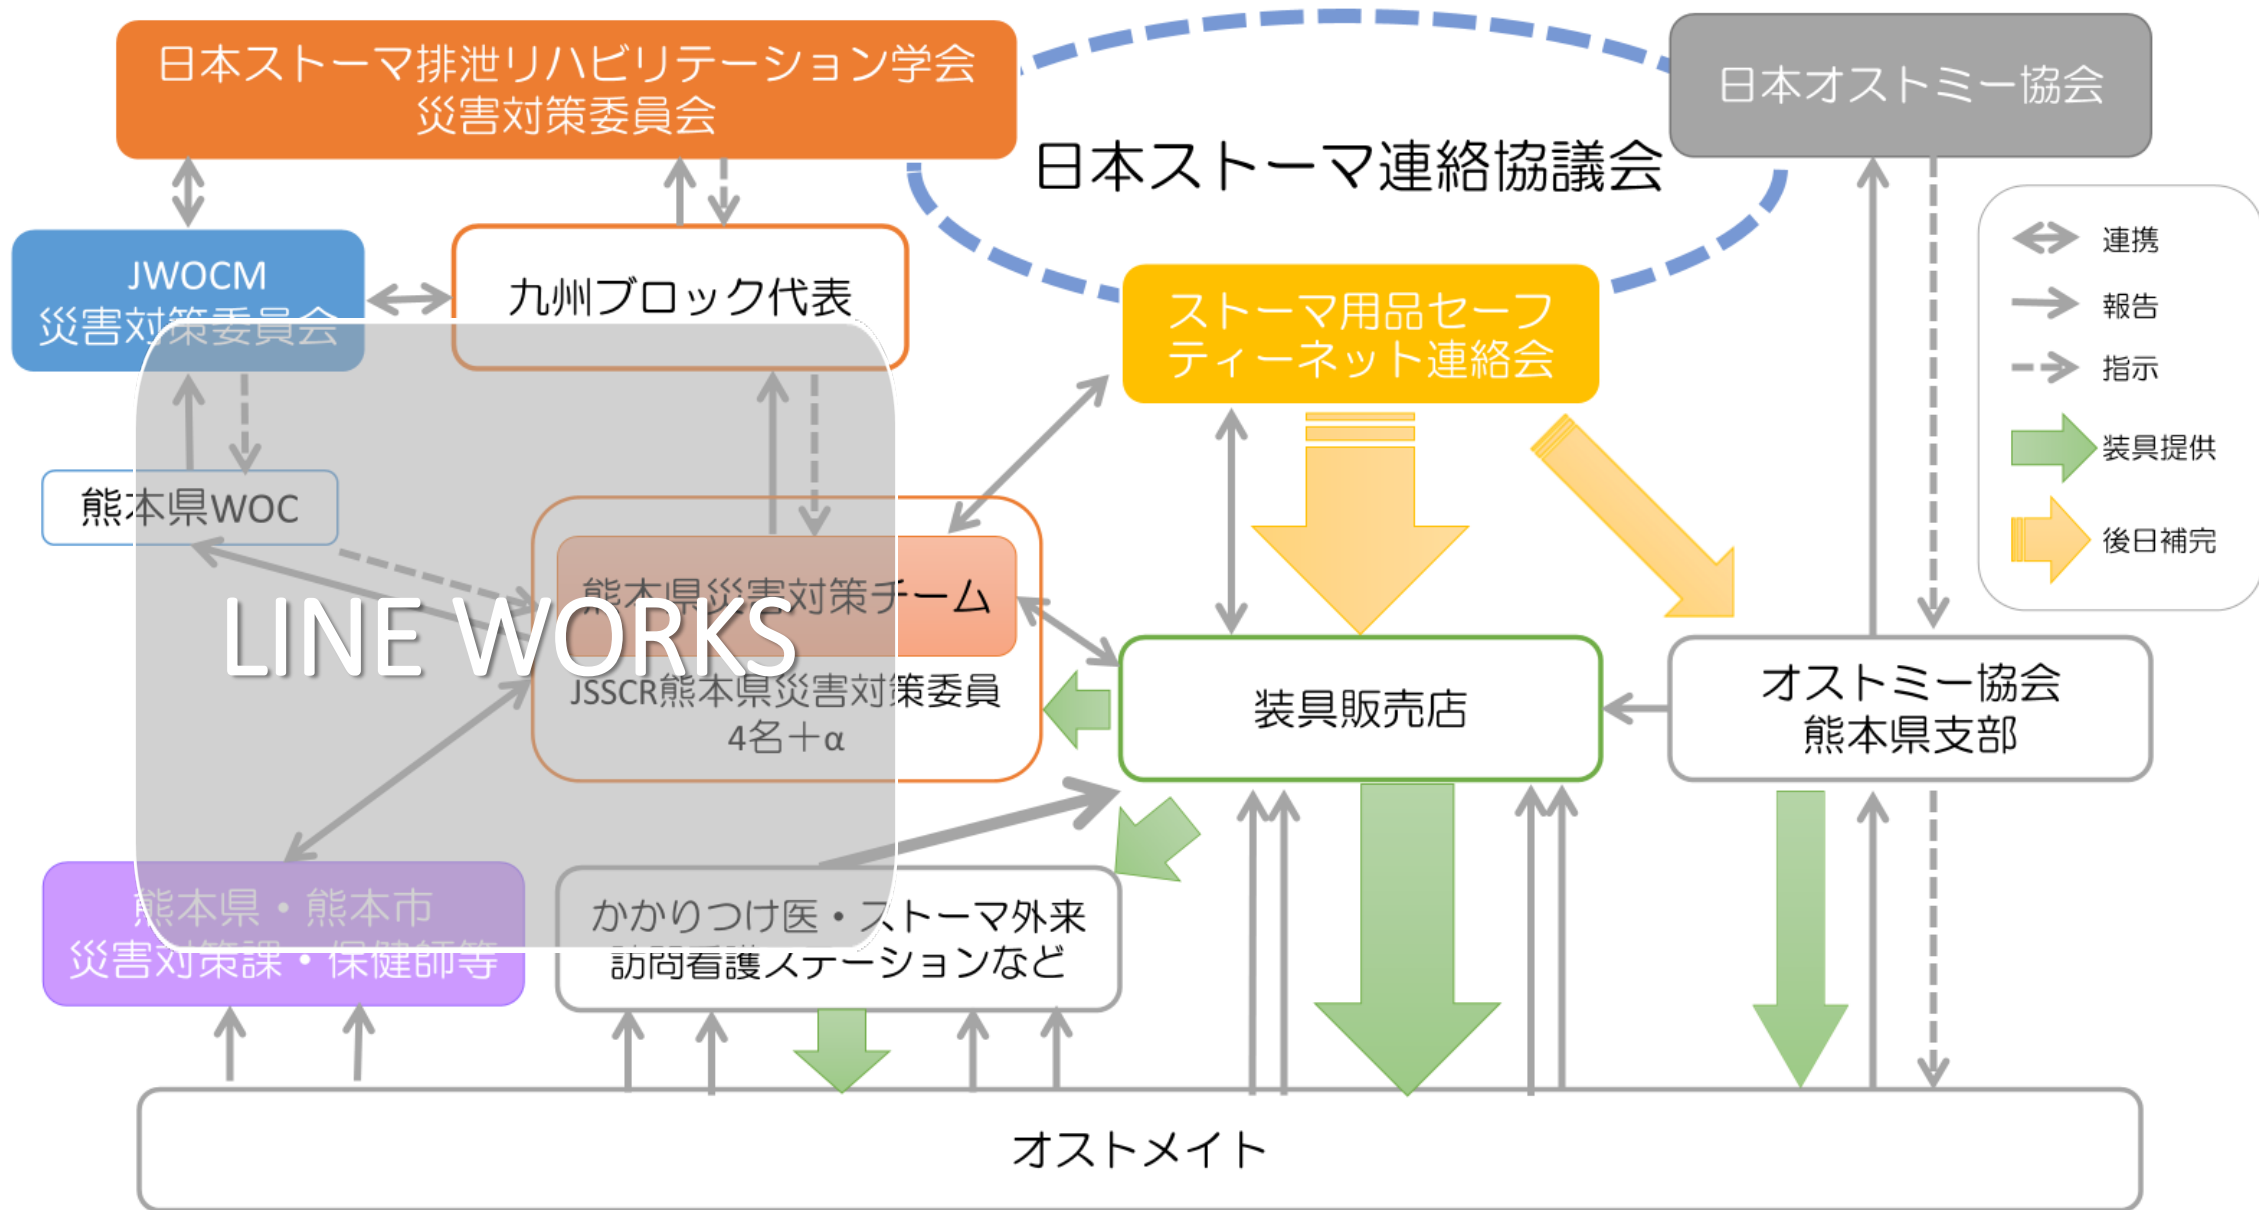 日本ストーマ排泄リハビリテーション学会
災害対策委員会
日本オストミー協会
日本ストーマ連絡協議会
JWOCM
災害対策委員会
九州ブロック代表
ストーマ用品セーフ
ティーネット連絡会
連携
報告
指示
装具提供
後日補完
熊本県WOC
熊本県災害対策チーム
LINE WORKS
JSSCR熊本県災害対策委員
4名＋α
装具販売店
オストミー協会
熊本県支部
熊本県・熊本市
災害対策課・保健師等
かかりつけ医・ストーマ外来
訪問看護ステーションなど
オストメイト